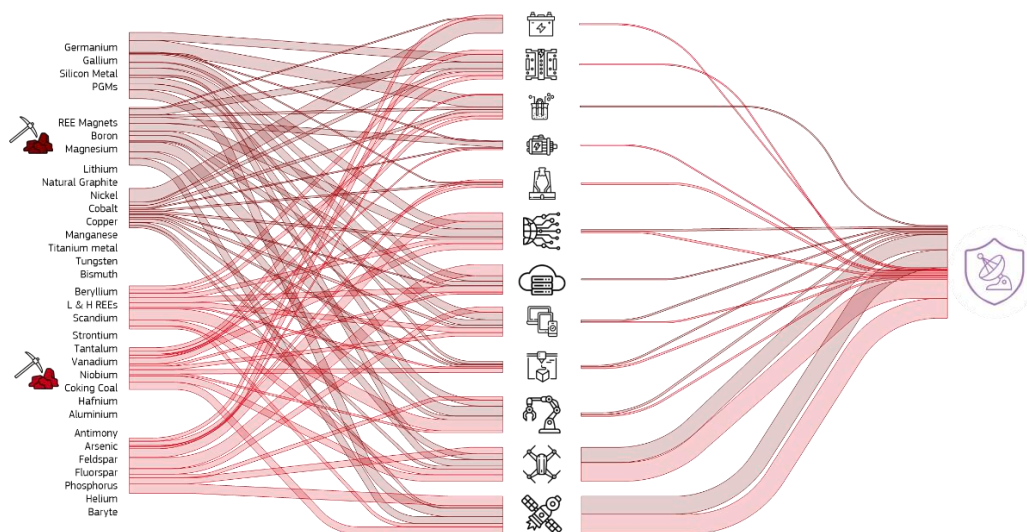 Germanium
Gallium
Silicon Metal
PGMs
REE Magnets
Boron
Magnesium
Lithium
Natural Graphite
Nickel
Cobalt
Copper
Manganese
Titanium metal
Tungsten
Bismuth
Beryllium
L & H REEs
Scandium
Strontium
Tantalum
Vanadium
Niobium
Coking Coal
Hafnium
Aluminium
Antimony
Arsenic
Feldspar
Fluorspar
Phosphorus
Helium
Baryte